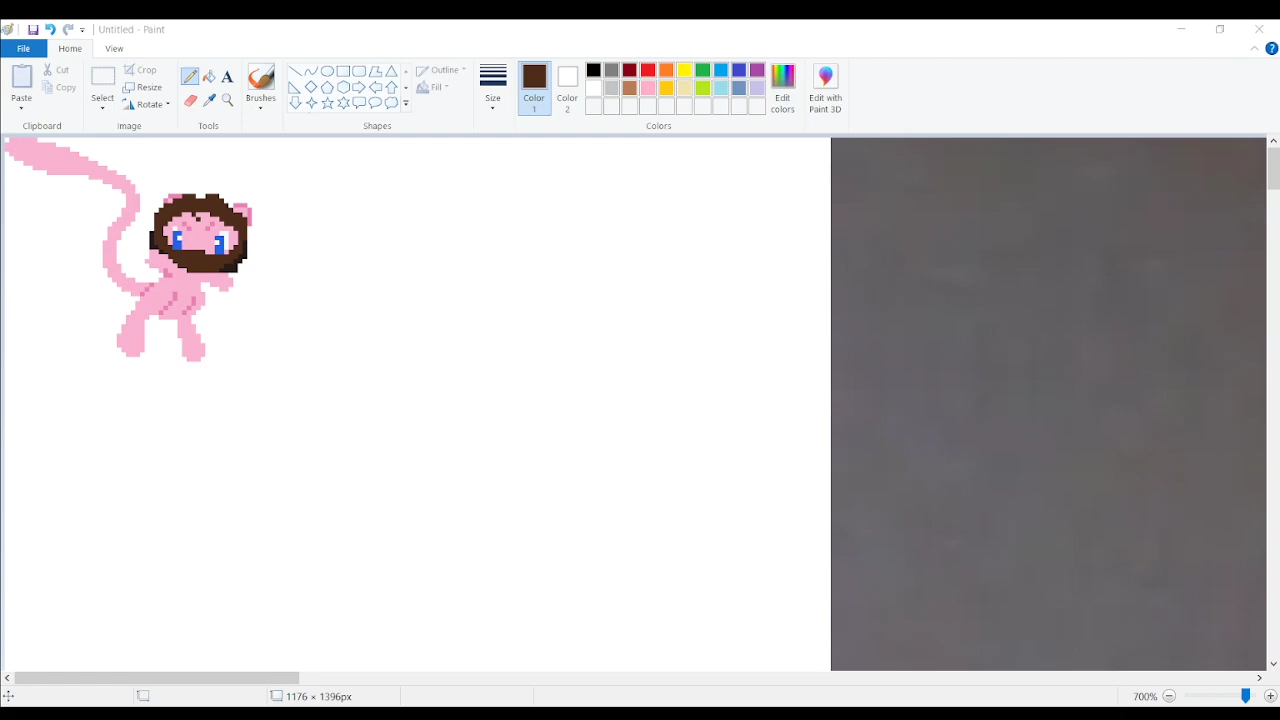 Untitled - Paint
File
Home
View
Paste
Cut
Copy
Clipboard
Select
Crop
Resize
Rotate
Image
A
Tools
Brushes
Shapes
Outline
Fill
Size
Color 1
Color 2
Colors
Edit colors
Edit with Paint 3D
?
1176 × 1396px
700%